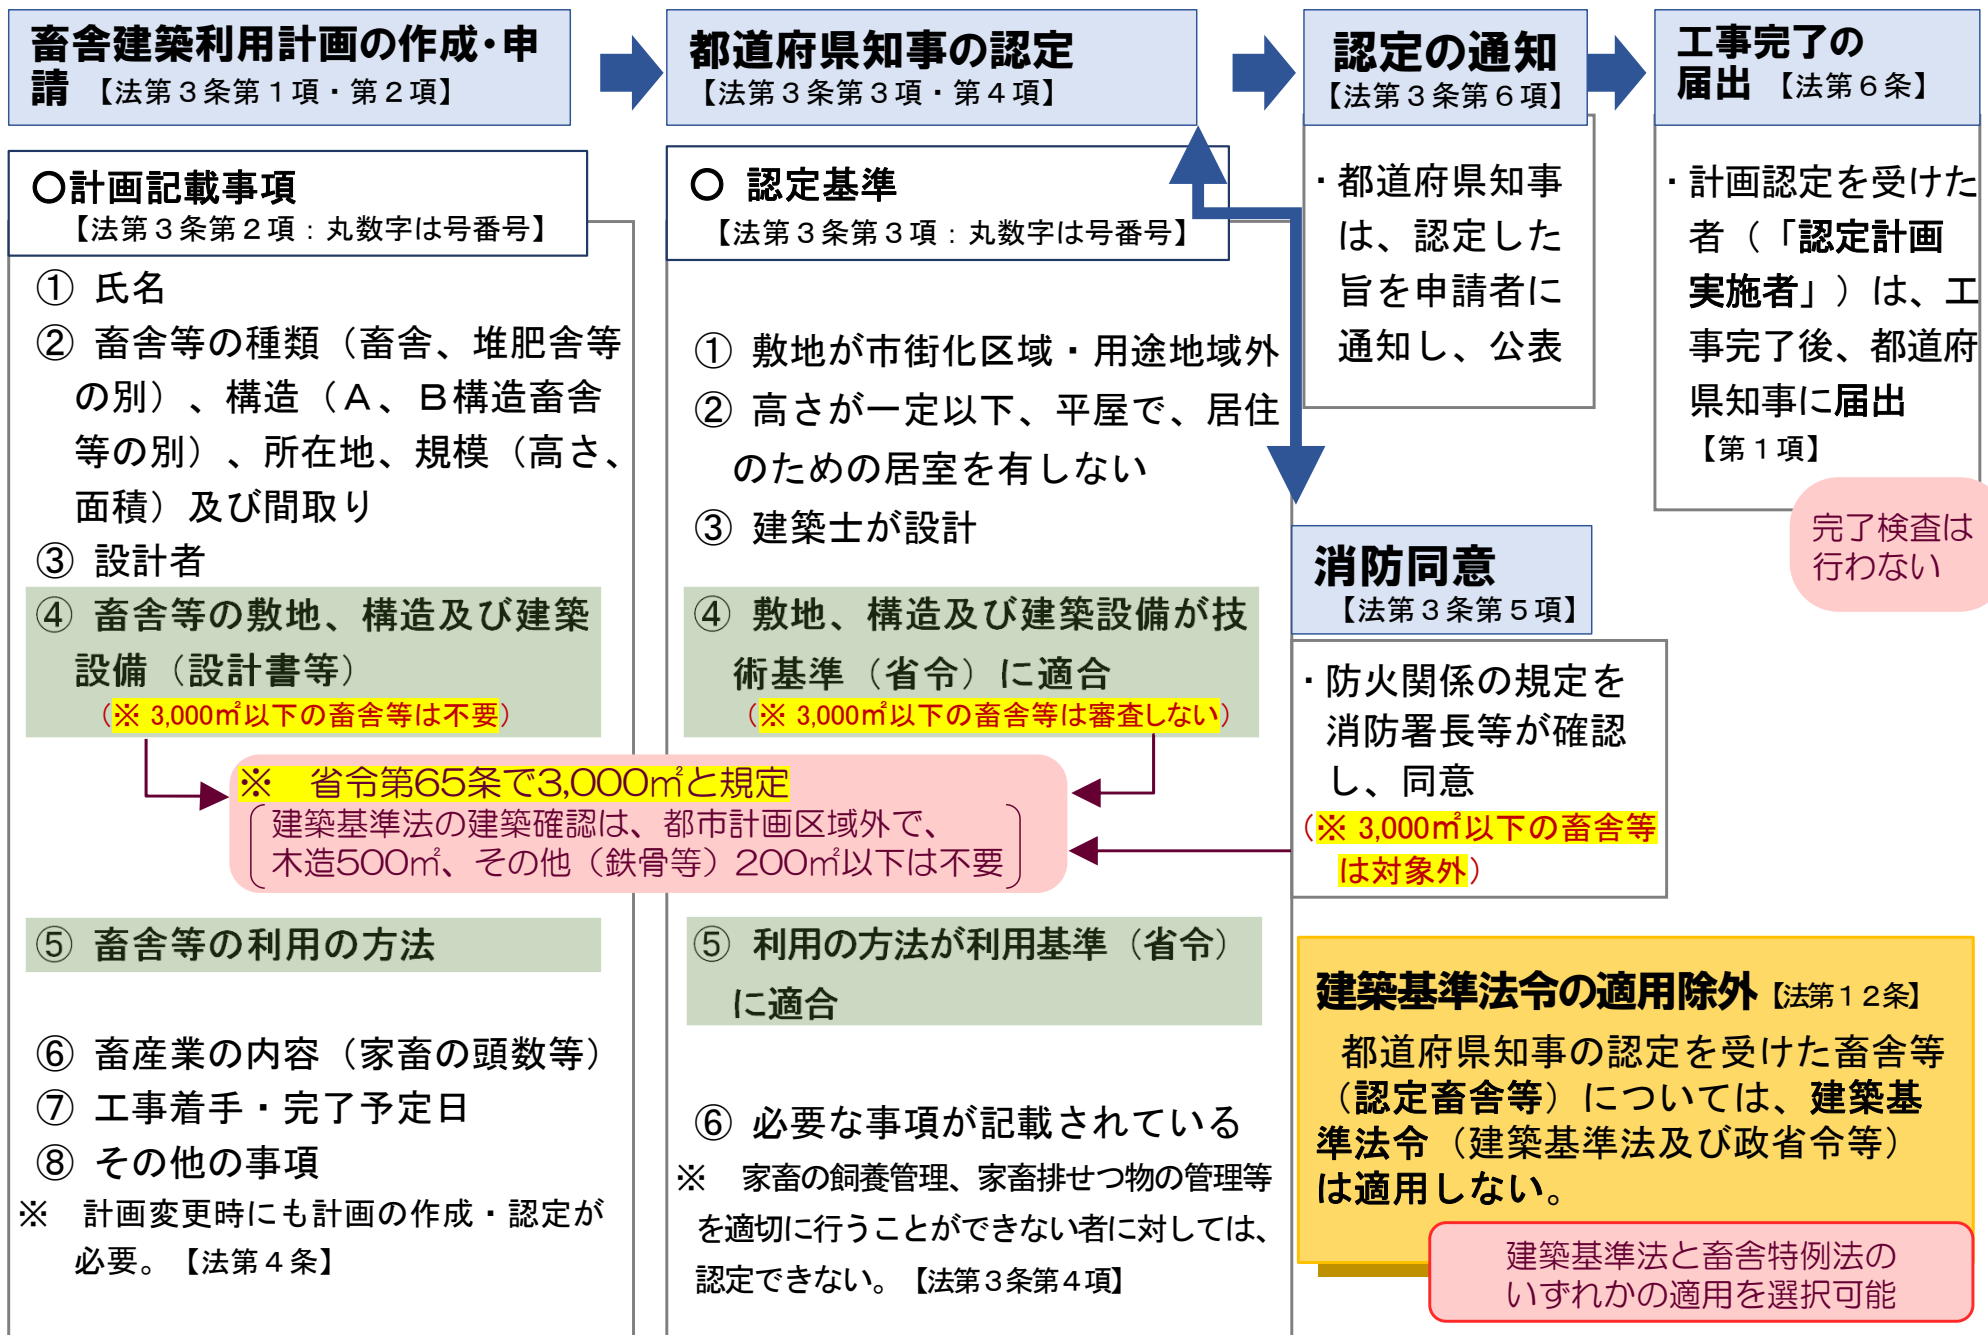 畜舎建築利用計画の作成･申
請 【法第３条第１項・第２項】
〇計画記載事項
【法第３条第２項：丸数字は号番号】
① 氏名
② 畜舎等の種類（畜舎、堆肥舎等
の別）、構造（Ａ、Ｂ構造畜舎
等の別）、所在地、規模（高さ、
面積）及び間取り
③ 設計者
④ 畜舎等の敷地、構造及び建築
設備（設計書等）
（※ 3,000㎡以下の畜舎等は不要）
※　省令第65条で3,000㎡と規定
建築基準法の建築確認は、都市計画区域外で、
木造500㎡、その他（鉄骨等）200㎡以下は不要
⑤ 畜舎等の利用の方法
⑥ 畜産業の内容（家畜の頭数等）
⑦ 工事着手・完了予定日
⑧ その他の事項
※　計画変更時にも計画の作成・認定が
必要。【法第４条】
都道府県知事の認定
【法第３条第３項・第４項】
〇 認定基準
【法第３条第３項：丸数字は号番号】
① 敷地が市街化区域・用途地域外
② 高さが一定以下、平屋で、居住
のための居室を有しない
③ 建築士が設計
④ 敷地、構造及び建築設備が技
術基準（省令）に適合
（※ 3,000㎡以下の畜舎等は審査しない）
⑤ 利用の方法が利用基準（省令）
に適合
⑥ 必要な事項が記載されている
※　家畜の飼養管理、家畜排せつ物の管理等
を適切に行うことができない者に対しては、
認定できない。【法第３条第４項】
認定の通知
【法第３条第６項】
・都道府県知事
は、認定した
旨を申請者に
通知し、公表
消防同意
【法第３条第５項】
・防火関係の規定を
消防署長等が確認
し、同意
（※ 3,000㎡以下の畜舎等
は対象外）
工事完了の
届出 【法第６条】
・計画認定を受けた
者（「認定計画
実施者」）は、工
事完了後、都道府
県知事に届出
【第１項】
完了検査は
行わない
建築基準法令の適用除外【法第１２条】
都道府県知事の認定を受けた畜舎等
（認定畜舎等）については、建築基
準法令（建築基準法及び政省令等）
は適用しない。
建築基準法と畜舎特例法の
いずれかの適用を選択可能